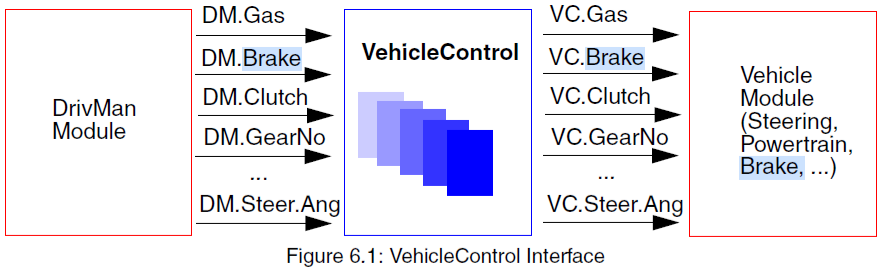 DrivMan
Module
DM.Gas
DM.Brake
DM.Clutch
DM.GearNo
...
DM.Steer.Ang
VehicleControl
VC.Gas
VC.Brake
VC.Clutch
VC.GearNo
...
VC.Steer.Ang
Vehicle
Module
(Steering,
Powertrain,
Brake, ...)
Figure 6.1: VehicleControl Interface